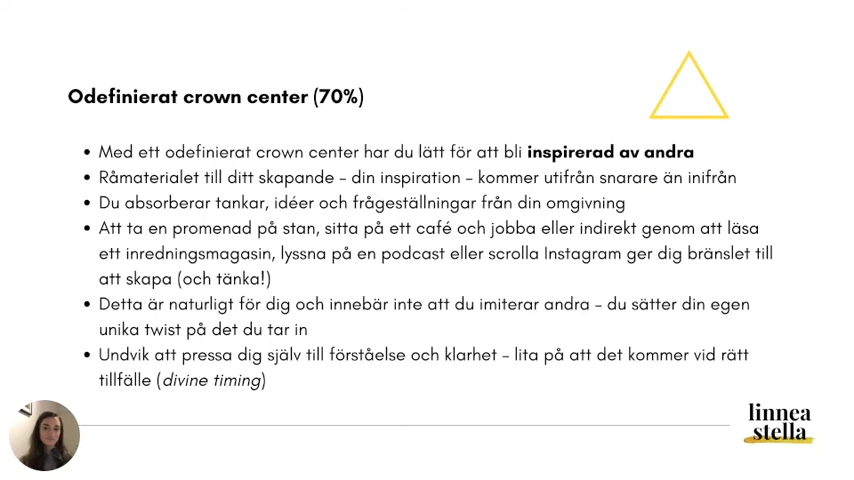 Odefinierat crown center (70%)
• Med ett odefinierat crown center har du lätt för att bli inspirerad av andra
• Råmaterialet till ditt skapande – din inspiration – kommer utifrån snarare än inifrån
• Du absorberar tankar, idéer och frågeställningar från din omgivning
• Att ta en promenad på stan, sitta på ett café och jobba eller indirekt genom att läsa
ett inredningsmagasin, lyssna på en podcast eller scrolla Instagram ger dig bränslet till
att skapa (och tänka!)
• Detta är naturligt för dig och innebär inte att du imiterar andra – du sätter din egen
unika twist på det du tar in
• Undvik att pressa dig själv till förståelse och klarhet – lita på att det kommer vid rätt
tillfälle (divine timing)
linnea
stella